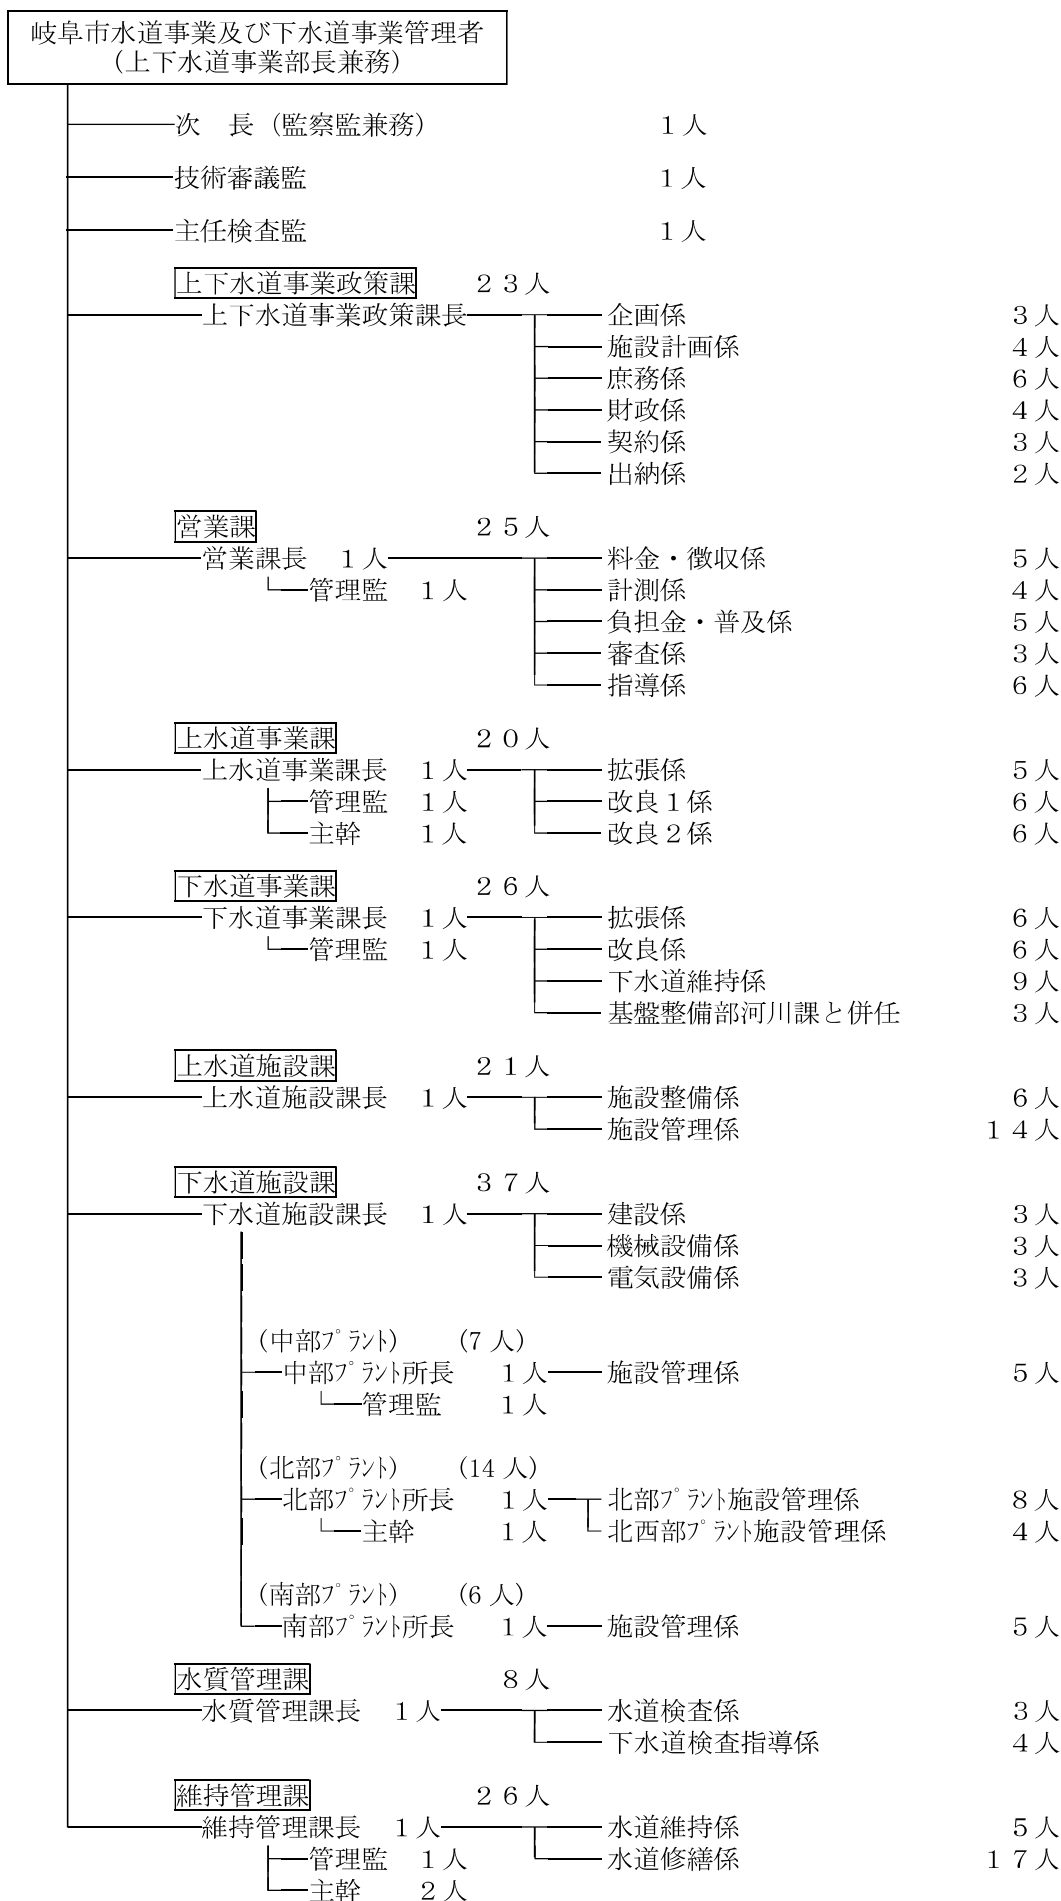 岐阜市水道事業及び下水道事業管理者
(上下水道事業部長兼務)
次　長（監察監兼務）　１人
技術審議監　１人
主任検査監　１人
上下水道事業政策課　２３人
上下水道事業政策課長　企画係　３人
施設計画係　４人
庶務係　６人
財政係　４人
契約係　３人
出納係　２人
営業課　２５人
営業課長　１人　料金・徴収係　５人
管理監　１人　計測係　４人
負担金・普及係　５人
審査係　３人
指導係　６人
上水道事業課　２０人
上水道事業課長　１人　拡張係　５人
管理監　１人　改良１係　６人
主幹　１人　改良２係　６人
下水道事業課　２６人
下水道事業課長　１人　拡張係　６人
管理監　１人　改良係　６人
下水道維持係　９人
基盤整備部河川課と併任　３人
上水道施設課　２１人
上水道施設課長　１人　施設整備係　６人
施設管理係　１４人
下水道施設課　３７人
下水道施設課長　１人　建設係　３人
機械設備係　３人
電気設備係　３人
(中部ﾌﾟﾗﾝﾄ)　(7 人)
中部ﾌﾟﾗﾝﾄ所長　１人　施設管理係　５人
管理監　１人
(北部ﾌﾟﾗﾝﾄ)　(14 人)
北部ﾌﾟﾗﾝﾄ所長　１人　北部ﾌﾟﾗﾝﾄ施設管理係　８人
主幹　１人　北西部ﾌﾟﾗﾝﾄ施設管理係　４人
(南部ﾌﾟﾗﾝﾄ)　(6 人)
南部ﾌﾟﾗﾝﾄ所長　１人　施設管理係　５人
水質管理課　８人
水質管理課長　１人　水道検査係　３人
下水道検査指導係　４人
維持管理課　２６人
維持管理課長　１人　水道維持係　５人
管理監　１人　水道修繕係　１７人
主幹　２人